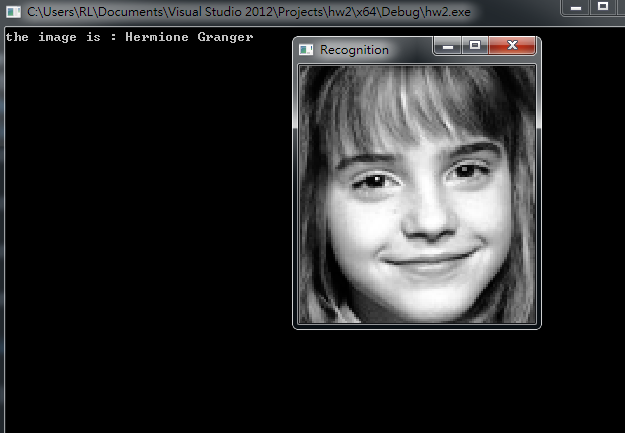 C:\Users\RL\Documents\Visual Studio 2012\Projects\hw2\x64\Debug\hw2.exe
the image is : Hermione Granger
Recognition